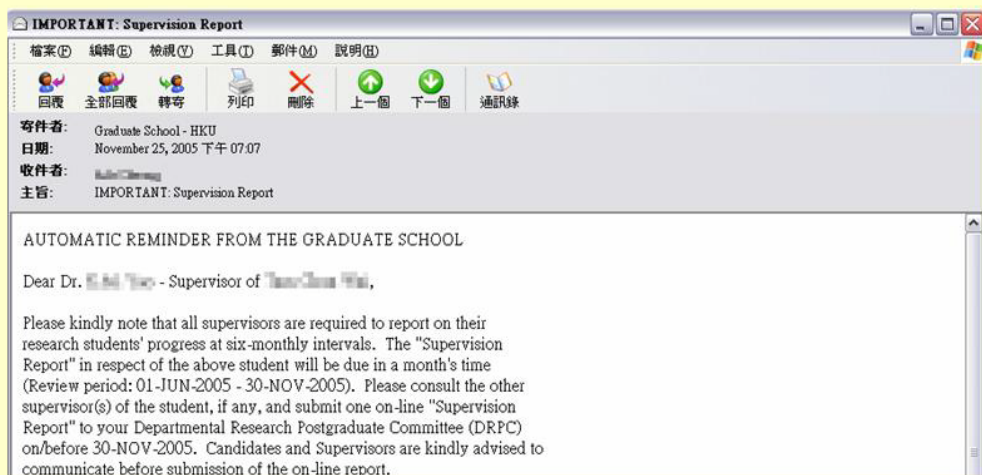 IMPORTANT: Supervision Report
檔案(F) 編輯(E) 檢視(V) 工具(T) 郵件(M) 說明(H)
回覆 全部回覆 轉寄 列印 刪除 上一個 下一個 通訊錄
寄件者: Graduate School - HKU
日期: November 25, 2005 下午 07:07
收件者:
主旨: IMPORTANT: Supervision Report
AUTOMATIC REMINDER FROM THE GRADUATE SCHOOL
Dear Dr. - Supervisor of ,
Please kindly note that all supervisors are required to report on their
research students' progress at six-monthly intervals. The "Supervision
Report" in respect of the above student will be due in a month's time
(Review period: 01-JUN-2005 - 30-NOV-2005). Please consult the other
supervisor(s) of the student, if any, and submit one on-line "Supervision
Report" to your Departmental Research Postgraduate Committee (DRPC)
on/before 30-NOV-2005. Candidates and Supervisors are kindly advised to
communicate before submission of the on-line report.